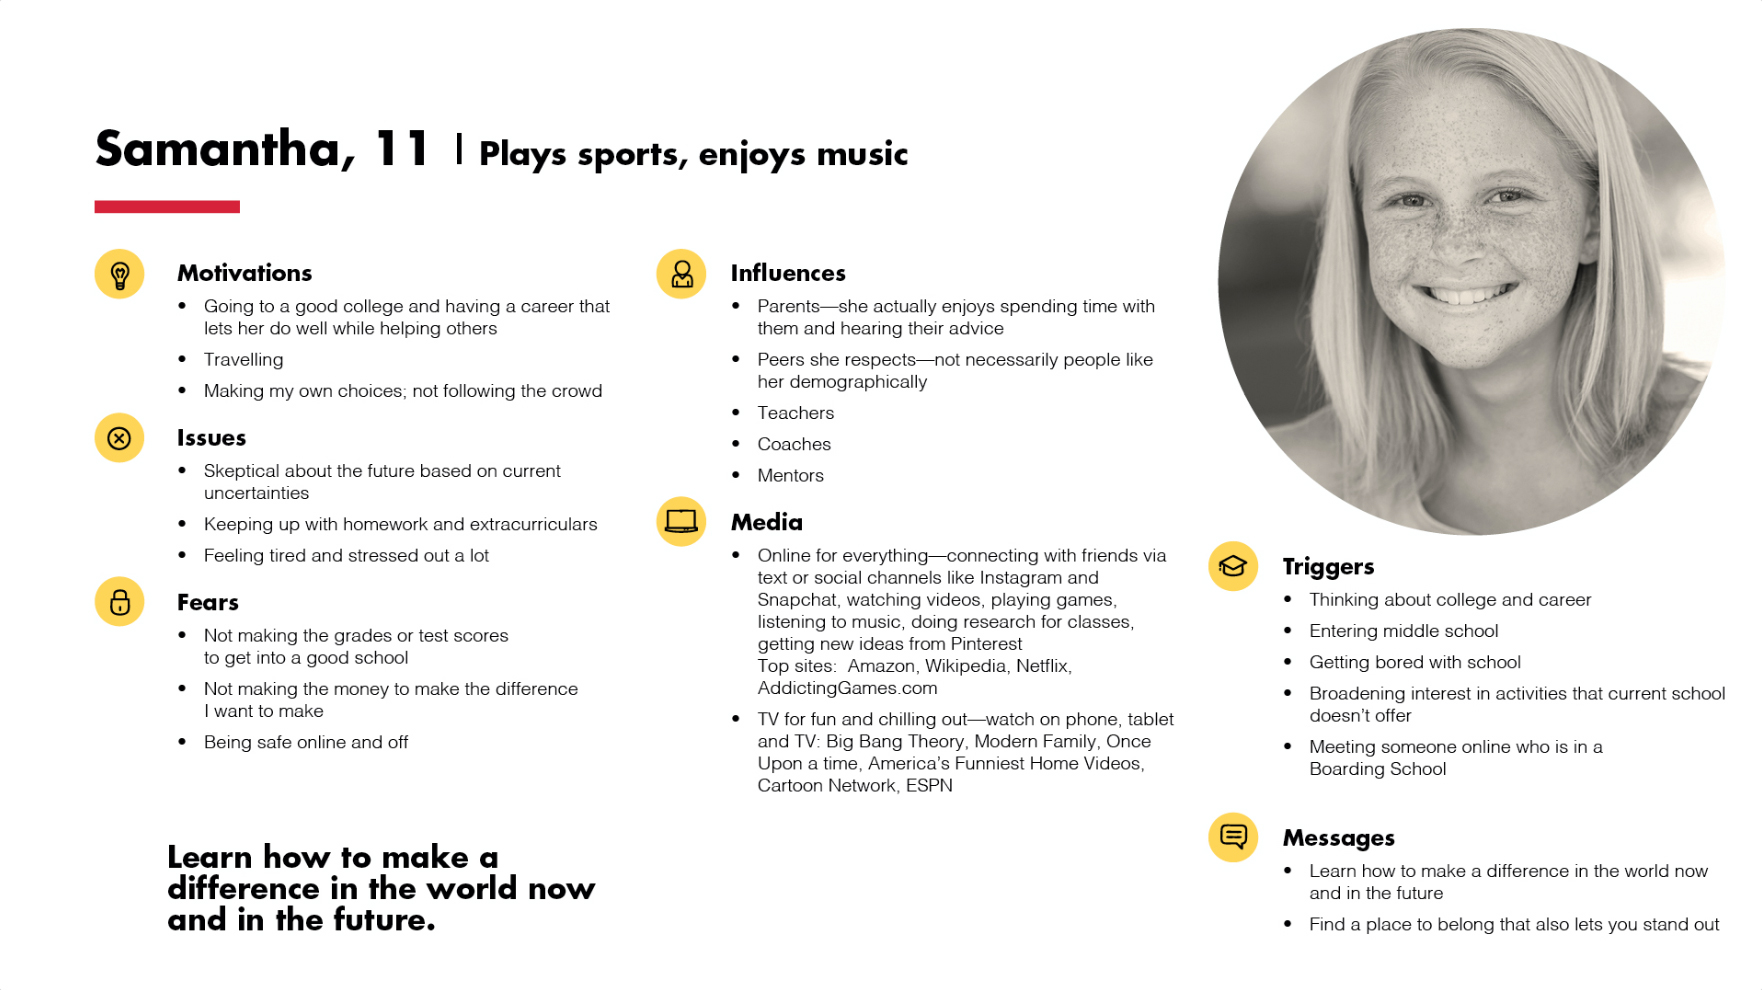 Samantha, 11 | Plays sports, enjoys music
Motivations
• Going to a good college and having a career that
lets her do well while helping others
• Travelling
• Making my own choices; not following the crowd
Issues
• Skeptical about the future based on current
uncertainties
• Keeping up with homework and extracurriculars
• Feeling tired and stressed out a lot
Fears
• Not making the grades or test scores
to get into a good school
• Not making the money to make the difference
I want to make
• Being safe online and off
Learn how to make a
difference in the world now
and in the future.
Influences
• Parents—she actually enjoys spending time with
them and hearing their advice
• Peers she respects—not necessarily people like
her demographically
• Teachers
• Coaches
• Mentors
Media
• Online for everything—connecting with friends via
text or social channels like Instagram and
Snapchat, watching videos, playing games,
listening to music, doing research for classes,
getting new ideas from Pinterest
Top sites: Amazon, Wikipedia, Netflix,
AddictingGames.com
• TV for fun and chilling out—watch on phone, tablet
and TV: Big Bang Theory, Modern Family, Once
Upon a time, America’s Funniest Home Videos,
Cartoon Network, ESPN
Triggers
• Thinking about college and career
• Entering middle school
• Getting bored with school
• Broadening interest in activities that current school
doesn’t offer
• Meeting someone online who is in a
Boarding School
Messages
• Learn how to make a difference in the world now
and in the future
• Find a place to belong that also lets you stand out